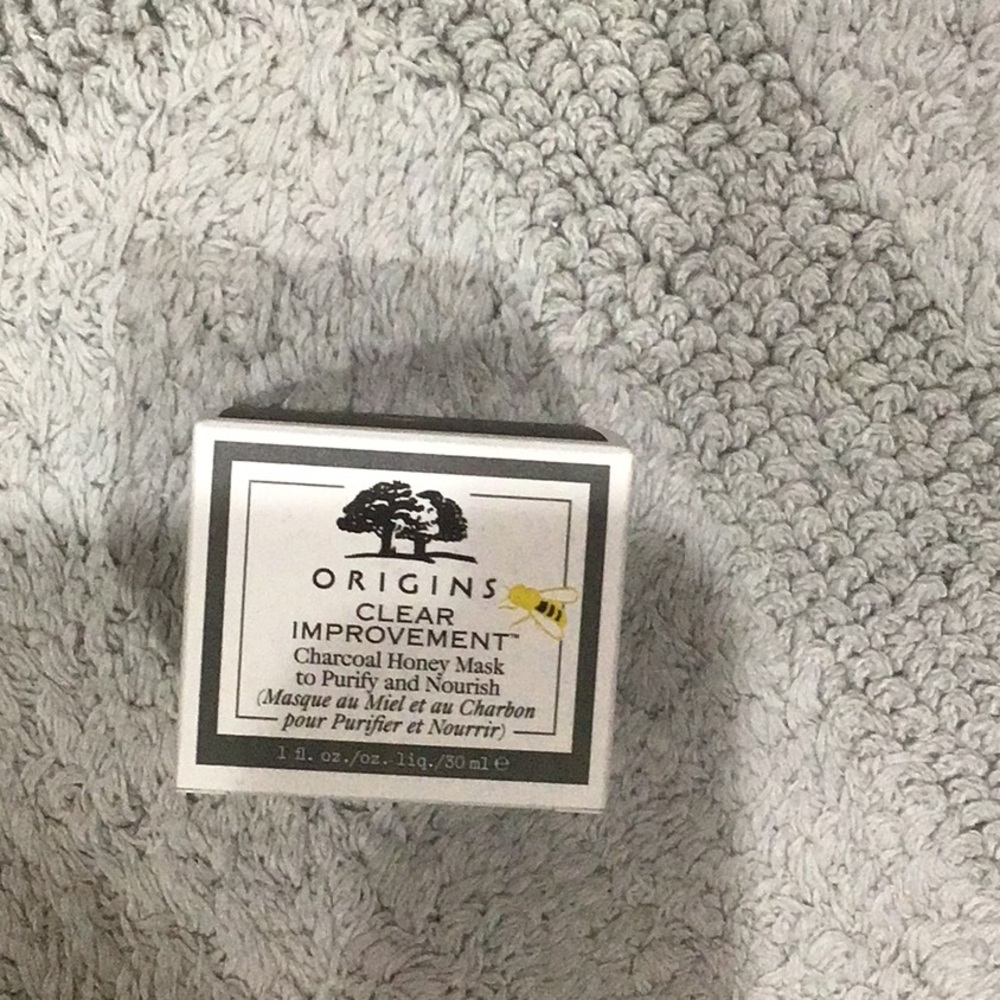 ORIGINS
CLEAR
IMPROVEMENT™
Charcoal Honey Mask
to Purify and Nourish
(Masque au Miel et au Charbon
pour Purifier et Nourrir)
1 fl. oz./oz. liq./30 ml ℮